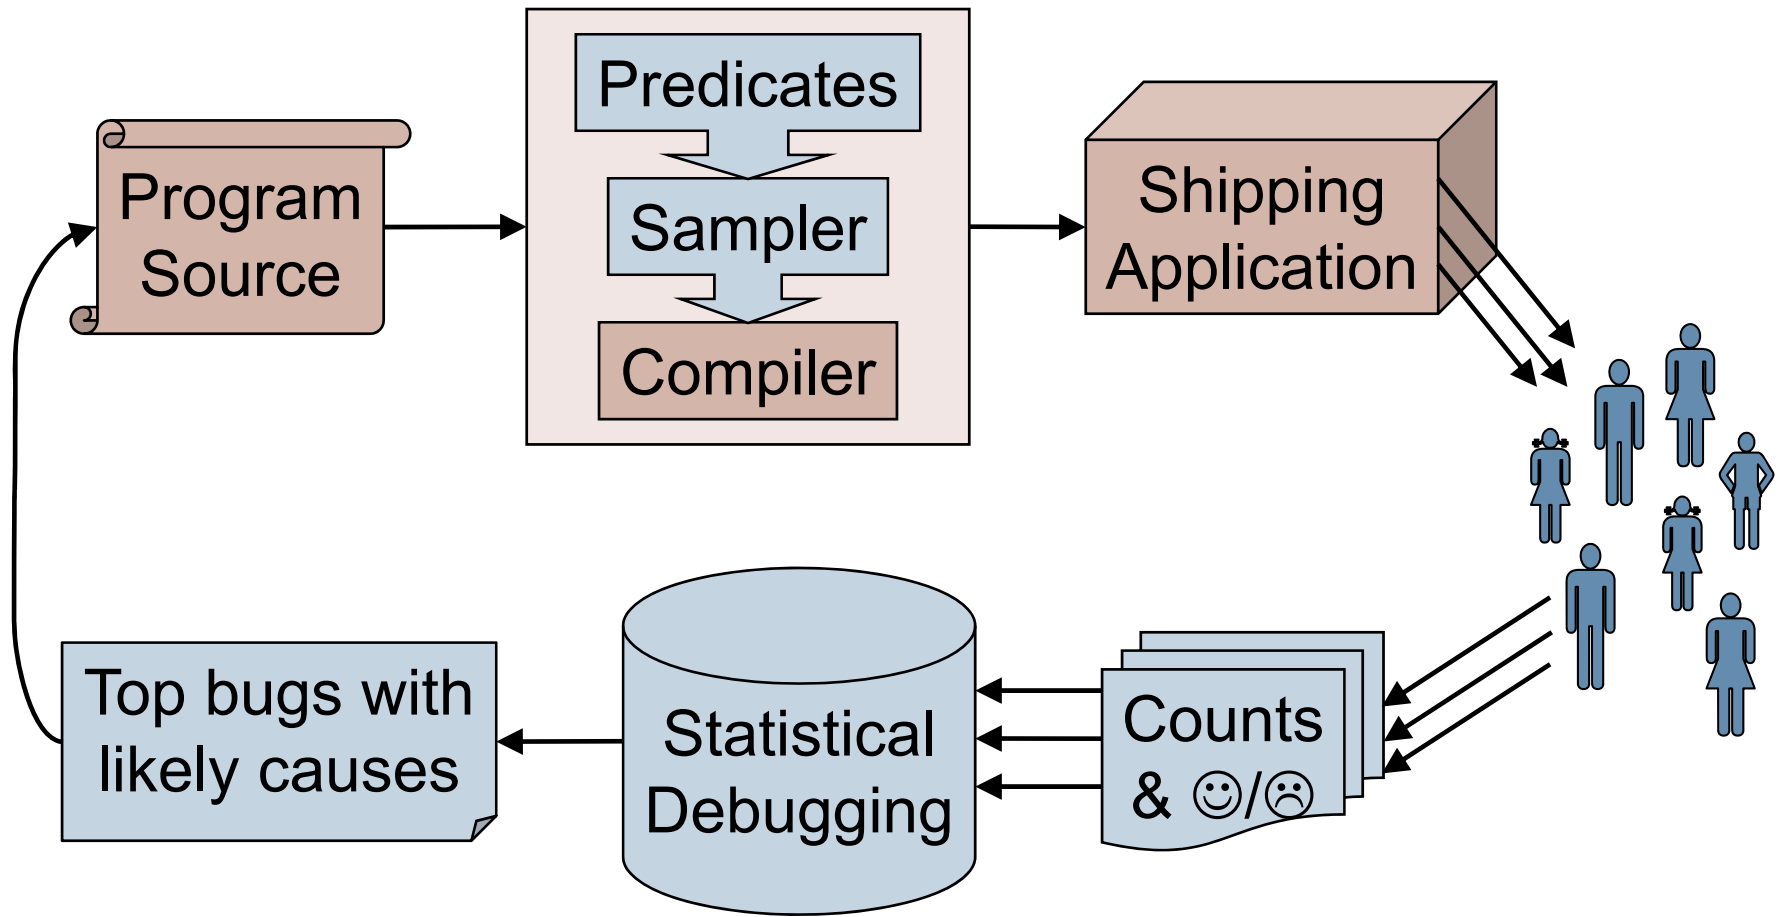 Predicates
Program
Source
Sampler
Compiler
Shipping
Application
Top bugs with
likely causes
Statistical
Debugging
Counts
& ☺/☹